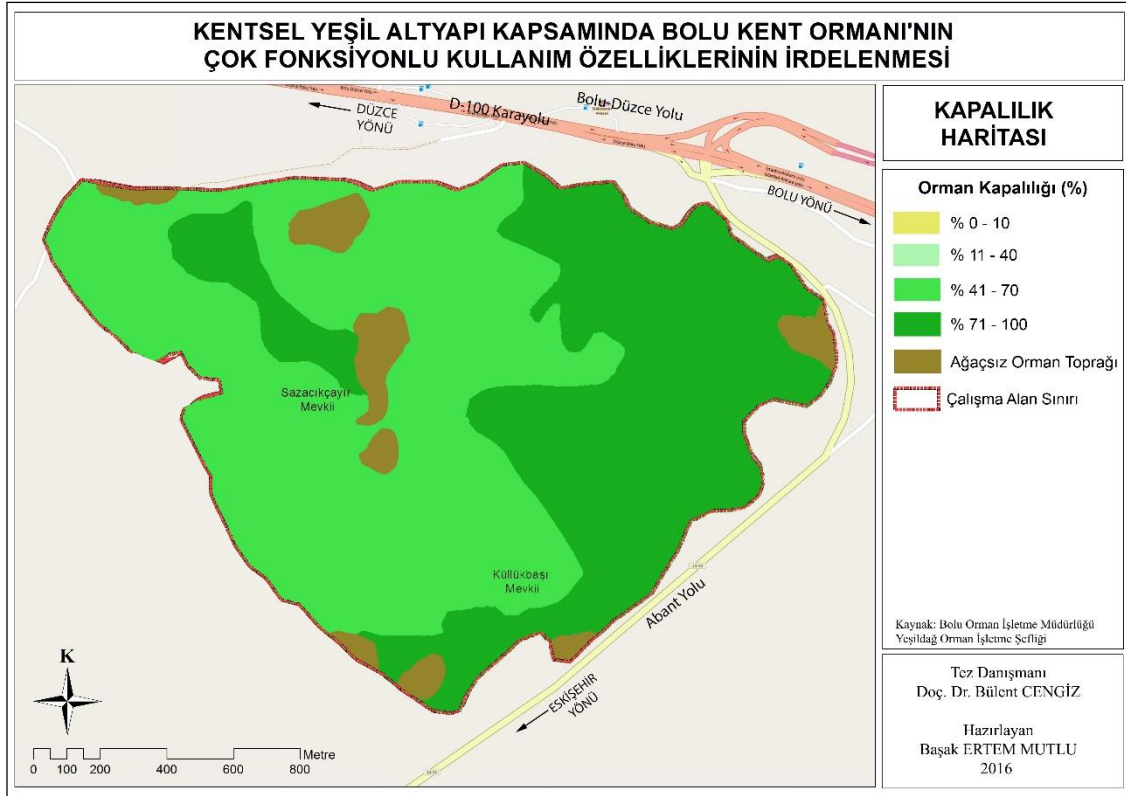 KENTSEL YEŞİL ALTYAPI KAPSAMINDA BOLU KENT ORMANI'NIN
ÇOK FONKSİYONLU KULLANIM ÖZELLİKLERİNİN İRDELENMESİ
DÜZCE
YÖNÜ
D-100 Karayolu
Bolu-Düzce Yolu
BOLU YÖNÜ
Sazacıkçayır
Mevkii
Küllükbaşı
Mevkii
Abant Yolu
ESKİŞEHİR
YÖNÜ
K
0 100 200 400 600 800
Metre
KAPALILIK
HARİTASI
Orman Kapalılığı (%)
% 0 - 10
% 11 - 40
% 41 - 70
% 71 - 100
Ağaçsız Orman Toprağı
Çalışma Alan Sınırı
Kaynak: Bolu Orman İşletme Müdürlüğü
Yeşildağ Orman İşletme Şefliği
Tez Danışmanı
Doç. Dr. Bülent CENGİZ
Hazırlayan
Başak ERTEM MUTLU
2016